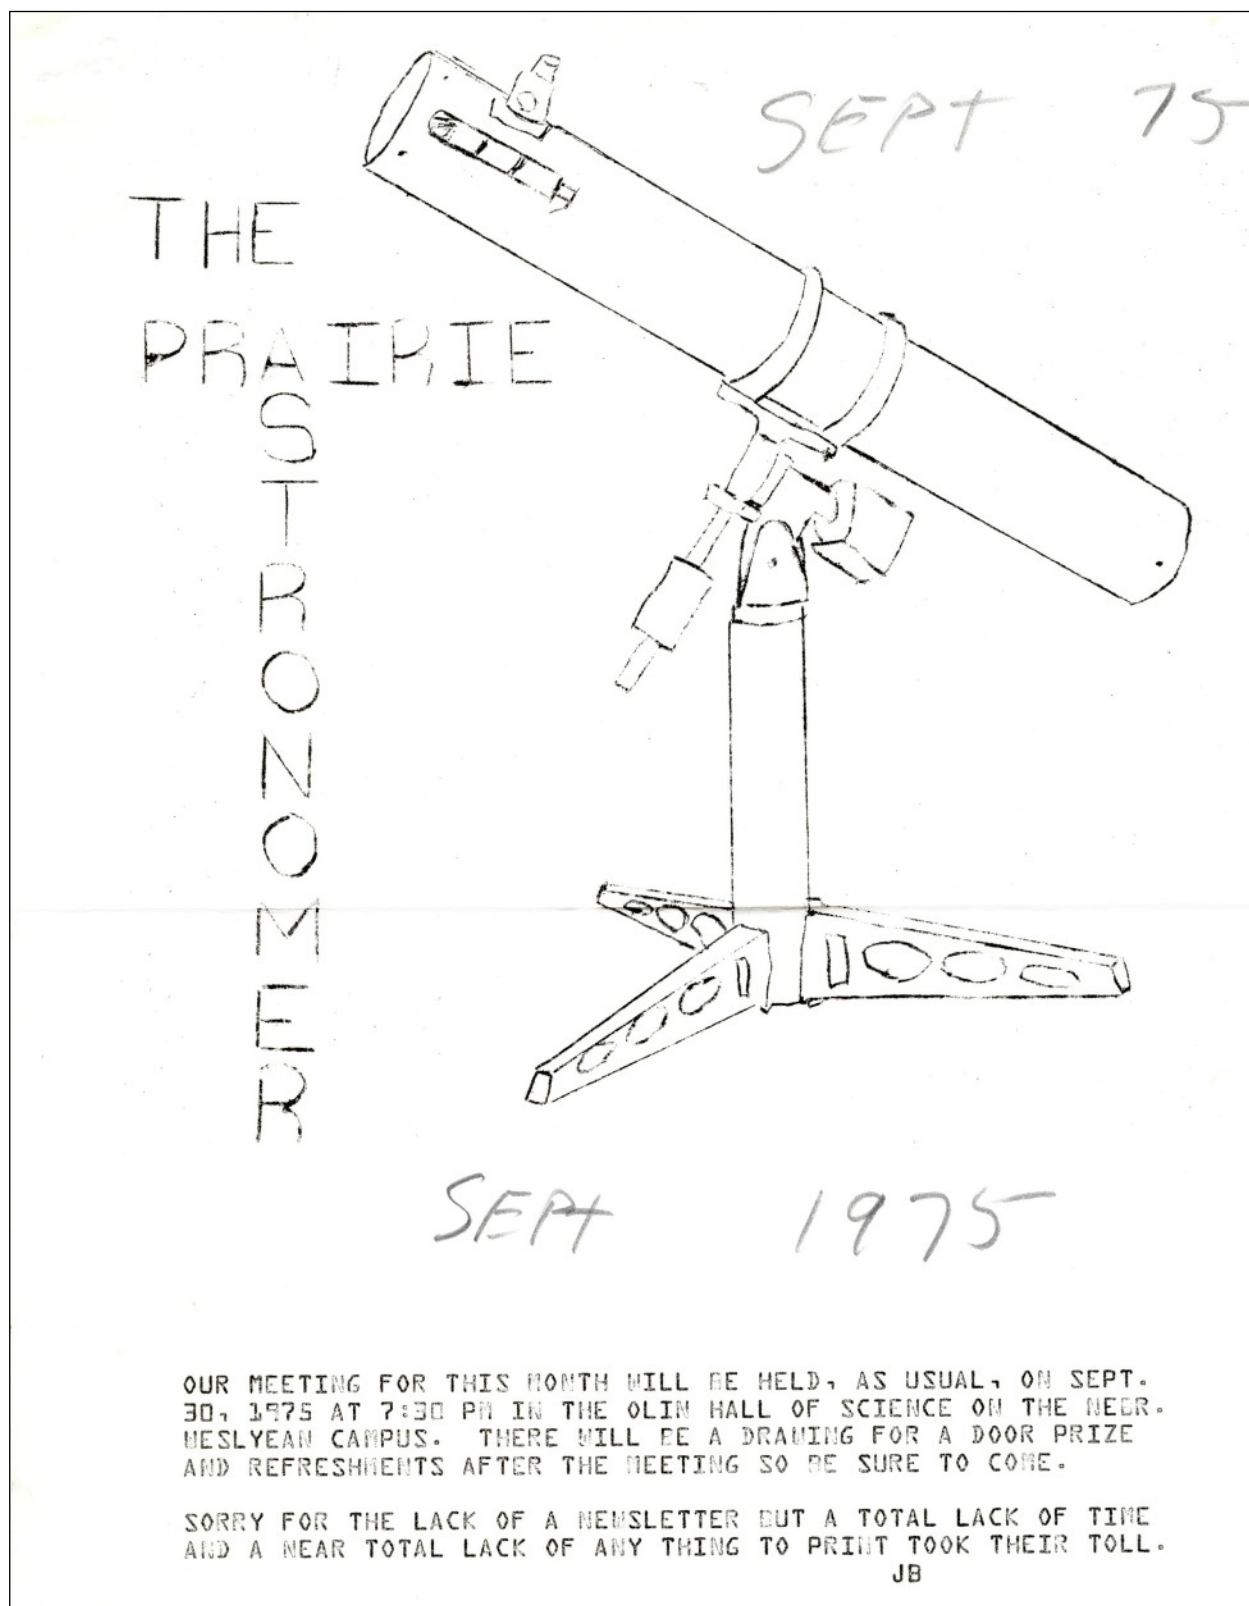 SEPT 75
THE
PRAIRIE
ASTRONOMER
SEPT 1975
OUR MEETING FOR THIS MONTH WILL BE HELD, AS USUAL, ON SEPT.
30, 1975 AT 7:30 PM IN THE OLIN HALL OF SCIENCE ON THE NEBR.
WESLYEAN CAMPUS. THERE WILL BE A DRAWING FOR A DOOR PRIZE
AND REFRESHMENTS AFTER THE MEETING SO BE SURE TO COME.
SORRY FOR THE LACK OF A NEWSLETTER BUT A TOTAL LACK OF TIME
AND A NEAR TOTAL LACK OF ANY THING TO PRINT TOOK THEIR TOLL.
JB